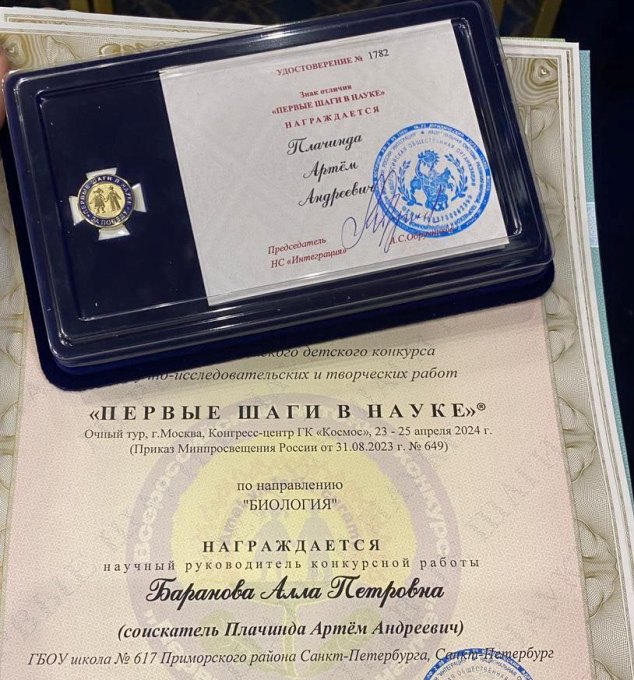 УДОСТОВЕРЕНИЕ № 1782
Знак отличия
«ПЕРВЫЕ ШАГИ В НАУКЕ»
НАГРАЖДАЕТСЯ
Плачинда
Артём
Андреевич
Председатель
НС «Интеграция»
ПЕРВЫЕ ШАГИ В НАУКЕ
детского конкурса
и творческих работ
«ПЕРВЫЕ ШАГИ В НАУКЕ»®
Очный тур, г.Москва, Конгресс-центр ГК «Космос», 23 - 25 апреля 2024 г.
(Приказ Минпросвещения России от 31.08.2023 г. № 649)
по направлению
"БИОЛОГИЯ"
НАГРАЖДАЕТСЯ
научный руководитель конкурсной работы
Баранова Алла Петровна
(соискатель Плачинда Артём Андреевич)
ГБОУ школа № 617 Приморского района Санкт-Петербурга, Санкт-Петербург